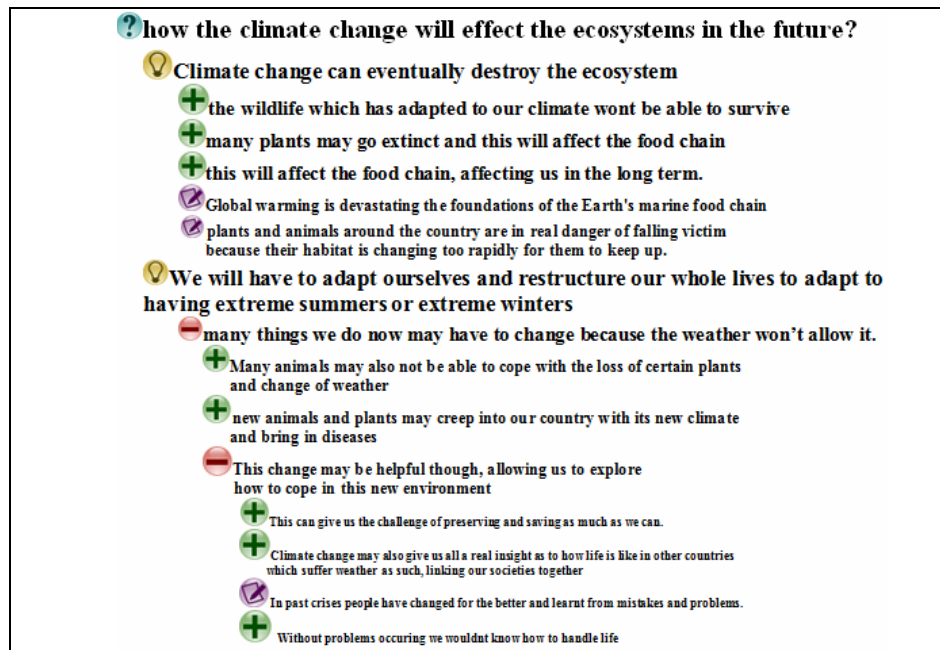 how the climate change will effect the ecosystems in the future?
Climate change can eventually destroy the ecosystem
the wildlife which has adapted to our climate wont be able to survive
many plants may go extinct and this will affect the food chain
this will affect the food chain, affecting us in the long term.
Global warming is devastating the foundations of the Earth's marine food chain
plants and animals around the country are in real danger of falling victim
because their habitat is changing too rapidly for them to keep up.
We will have to adapt ourselves and restructure our whole lives to adapt to
having extreme summers or extreme winters
many things we do now may have to change because the weather won’t allow it.
Many animals may also not be able to cope with the loss of certain plants
and change of weather
new animals and plants may creep into our country with its new climate
and bring in diseases
This change may be helpful though, allowing us to explore
how to cope in this new environment
This can give us the challenge of preserving and saving as much as we can.
Climate change may also give us all a real insight as to how life is like in other countries
which suffer weather as such, linking our societies together
In past crises people have changed for the better and learnt from mistakes and problems.
Without problems occuring we wouldnt know how to handle life